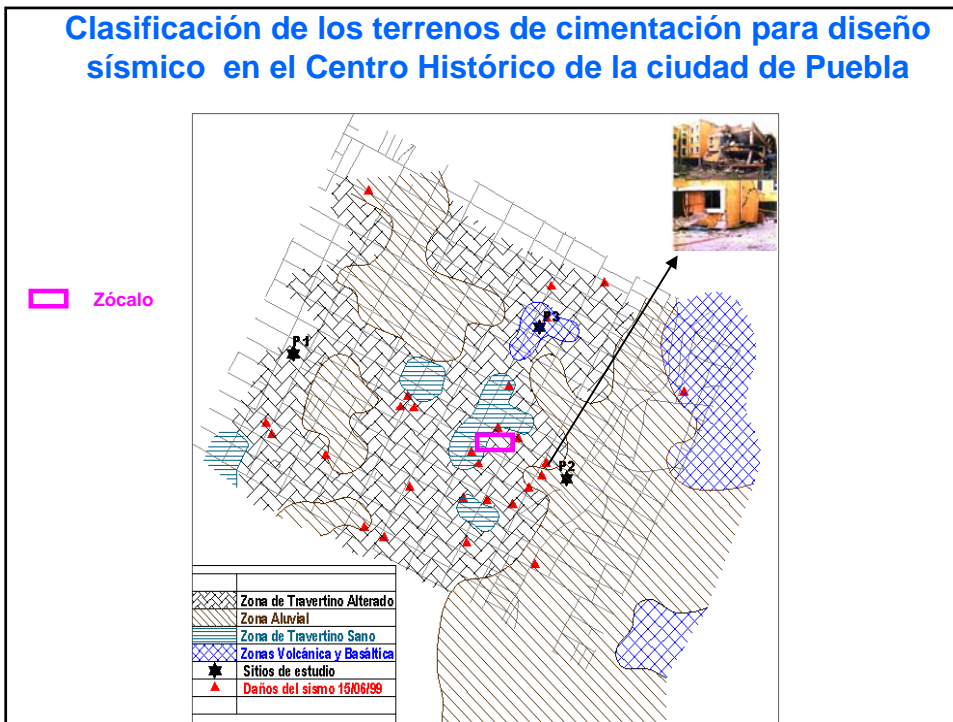 Clasificación de los terrenos de cimentación para diseño
sísmico en el Centro Histórico de la ciudad de Puebla
Zócalo
P1
P3
P2
Zona de Travertino Alterado
Zona Aluvial
Zona de Travertino Sano
Zonas Volcánica y Basáltica
Sitios de estudio
Daños del sismo 15/06/99